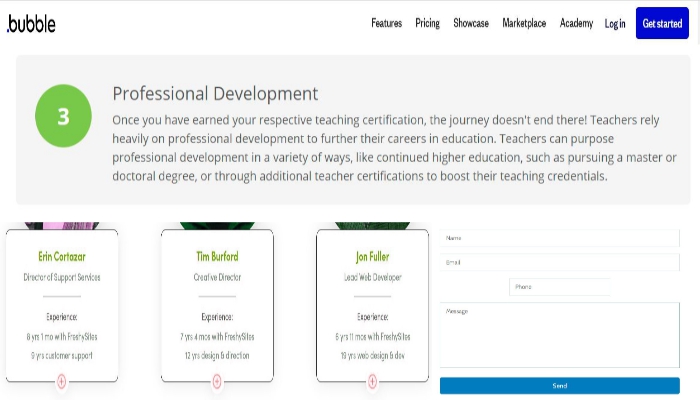 .bubble
Features Pricing Showcase Marketplace Academy Log in Get started
3
Professional Development
Once you have earned your respective teaching certification, the journey doesn't end there! Teachers rely
heavily on professional development to further their careers in education. Teachers can purpose
professional development in a variety of ways, like continued higher education, such as pursuing a master or
doctoral degree, or through additional teacher certifications to boost their teaching credentials.
Erin Cortazar
Director of Support Services
Experience:
8 yrs 1 mo with FreshySites
9 yrs customer support
Tim Burford
Creative Director
Experience:
7 yrs 4 mos with FreshySites
12 yrs design & direction
Jon Fuller
Lead Web Developer
Experience:
6 yrs 11 mos with FreshySites
19 yrs web design & dev
Name
Email
Phone
Message
Send